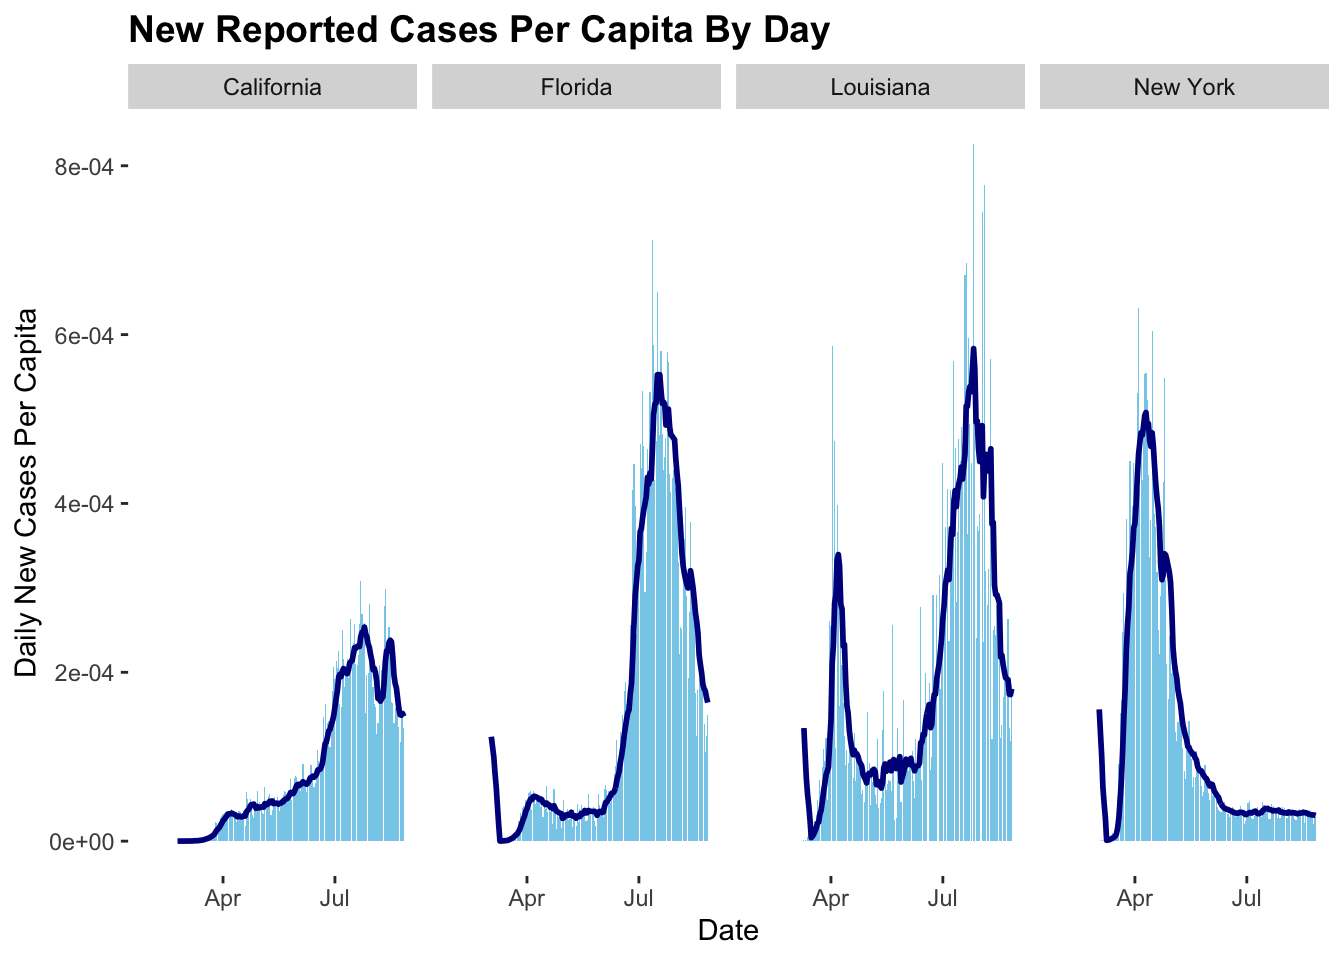 New Reported Cases Per Capita By Day
California Florida Louisiana New York
Daily New Cases Per Capita
8e-04
6e-04
4e-04
2e-04
0e+00
Apr Jul Apr Jul Apr Jul Apr Jul
Date